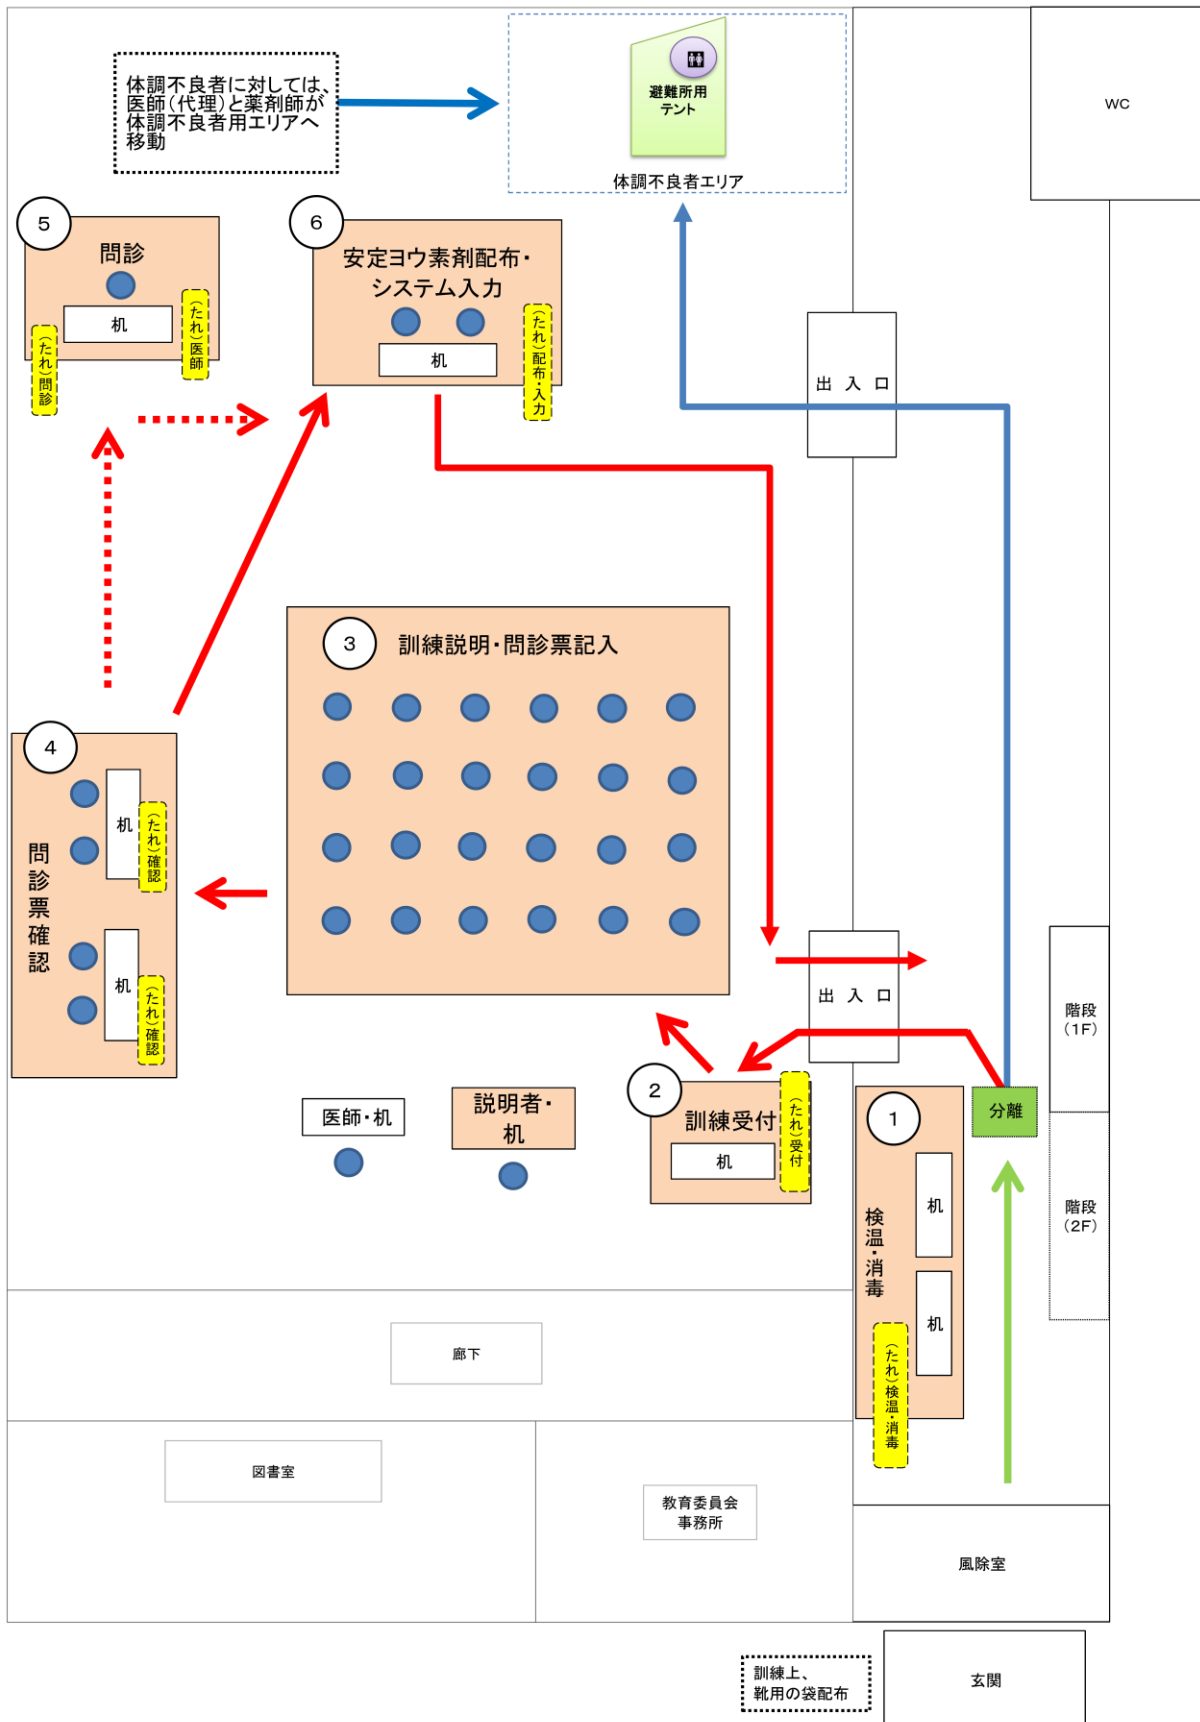 体調不良者に対しては、
医師（代理）と薬剤師が
体調不良者用エリアへ
移動
避難所用
テント
体調不良者エリア
WC
5
問診
机
（たれ）問診
（たれ）医師
6
安定ヨウ素剤配布・
システム入力
机
（たれ）配布・入力
出 入 口
3
訓練説明・問診票記入
4
問診票確認
机
（たれ）確認
机
（たれ）確認
出 入 口
階段
（1F）
分離
階段
（2F）
医師・机
説明者・
机
2
訓練受付
机
（たれ）受付
1
検温・消毒
机
机
（たれ）検温・消毒
廊下
図書室
教育委員会
事務所
風除室
訓練上、
靴用の袋配布
玄関